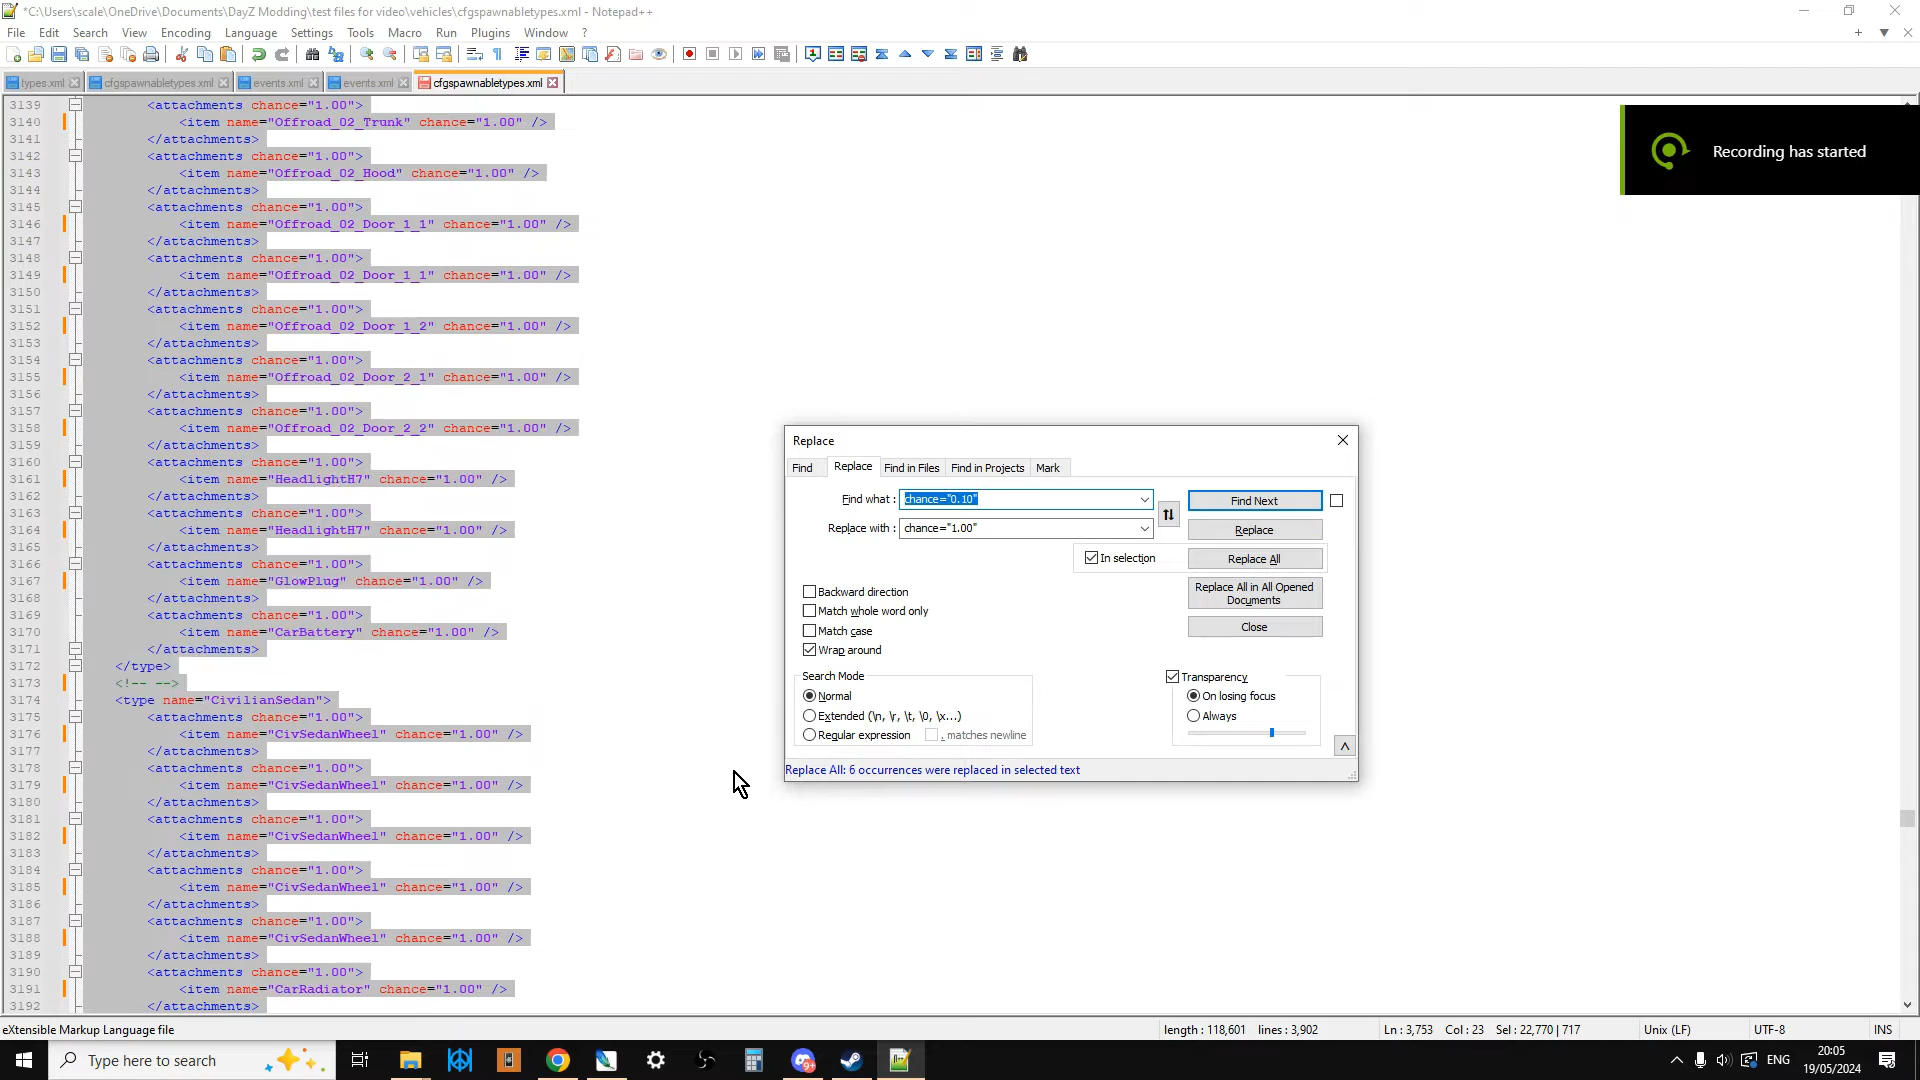 *C:\Users\scale\OneDrive\Documents\DayZ Modding\test files for video\vehicles\cfgspawnabletypes.xml - Notepad++
File Edit Search View Encoding Language Settings Tools Macro Run Plugins Window ?
types.xml cfgspawnabletypes.xml events.xml events.xml cfgspawnabletypes.xml
3139 <attachments chance="1.00">
3140 <item name="Offroad_02_Trunk" chance="1.00" />
3141 </attachments>
3142 <attachments chance="1.00">
3143 <item name="Offroad_02_Hood" chance="1.00" />
3144 </attachments>
3145 <attachments chance="1.00">
3146 <item name="Offroad_02_Door_1_1" chance="1.00" />
3147 </attachments>
3148 <attachments chance="1.00">
3149 <item name="Offroad_02_Door_1_1" chance="1.00" />
3150 </attachments>
3151 <attachments chance="1.00">
3152 <item name="Offroad_02_Door_1_2" chance="1.00" />
3153 </attachments>
3154 <attachments chance="1.00">
3155 <item name="Offroad_02_Door_2_1" chance="1.00" />
3156 </attachments>
3157 <attachments chance="1.00">
3158 <item name="Offroad_02_Door_2_2" chance="1.00" />
3159 </attachments>
3160 <attachments chance="1.00">
3161 <item name="HeadlightH7" chance="1.00" />
3162 </attachments>
3163 <attachments chance="1.00">
3164 <item name="HeadlightH7" chance="1.00" />
3165 </attachments>
3166 <attachments chance="1.00">
3167 <item name="GlowPlug" chance="1.00" />
3168 </attachments>
3169 <attachments chance="1.00">
3170 <item name="CarBattery" chance="1.00" />
3171 </attachments>
3172 </type>
3173 <!-- -->
3174 <type name="CivilianSedan">
3175 <attachments chance="1.00">
3176 <item name="CivSedanWheel" chance="1.00" />
3177 </attachments>
3178 <attachments chance="1.00">
3179 <item name="CivSedanWheel" chance="1.00" />
3180 </attachments>
3181 <attachments chance="1.00">
3182 <item name="CivSedanWheel" chance="1.00" />
3183 </attachments>
3184 <attachments chance="1.00">
3185 <item name="CivSedanWheel" chance="1.00" />
3186 </attachments>
3187 <attachments chance="1.00">
3188 <item name="CivSedanWheel" chance="1.00" />
3189 </attachments>
3190 <attachments chance="1.00">
3191 <item name="CarRadiator" chance="1.00" />
3192 </attachments>
Recording has started
Replace
Find Replace Find in Files Find in Projects Mark
Find what : chance="0.10" Find Next
Replace with : chance="1.00" Replace
In selection Replace All
Replace All in All Opened
Documents
Close
Backward direction
Match whole word only
Match case
Wrap around
Search Mode
Normal
Extended (\n, \r, \t, \0, \x...)
Regular expression . matches newline
Transparency
On losing focus
Always
Replace All: 6 occurrences were replaced in selected text
eXtensible Markup Language file length : 118,601 lines : 3,902 Ln : 3,753 Col : 23 Sel : 22,770 | 717 Unix (LF) UTF-8 INS
Type here to search 9+ ENG 20:05
19/05/2024